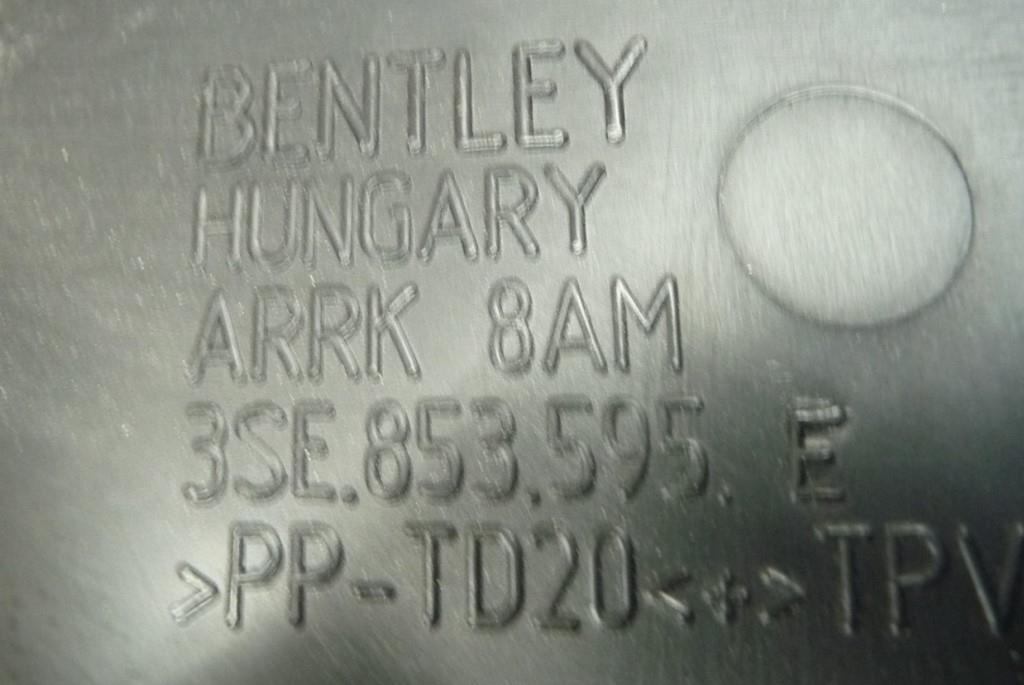 BENTLEY
HUNGARY
ARRK 8AM
3SE.853.595. E
>PP-TD20<+>TPV